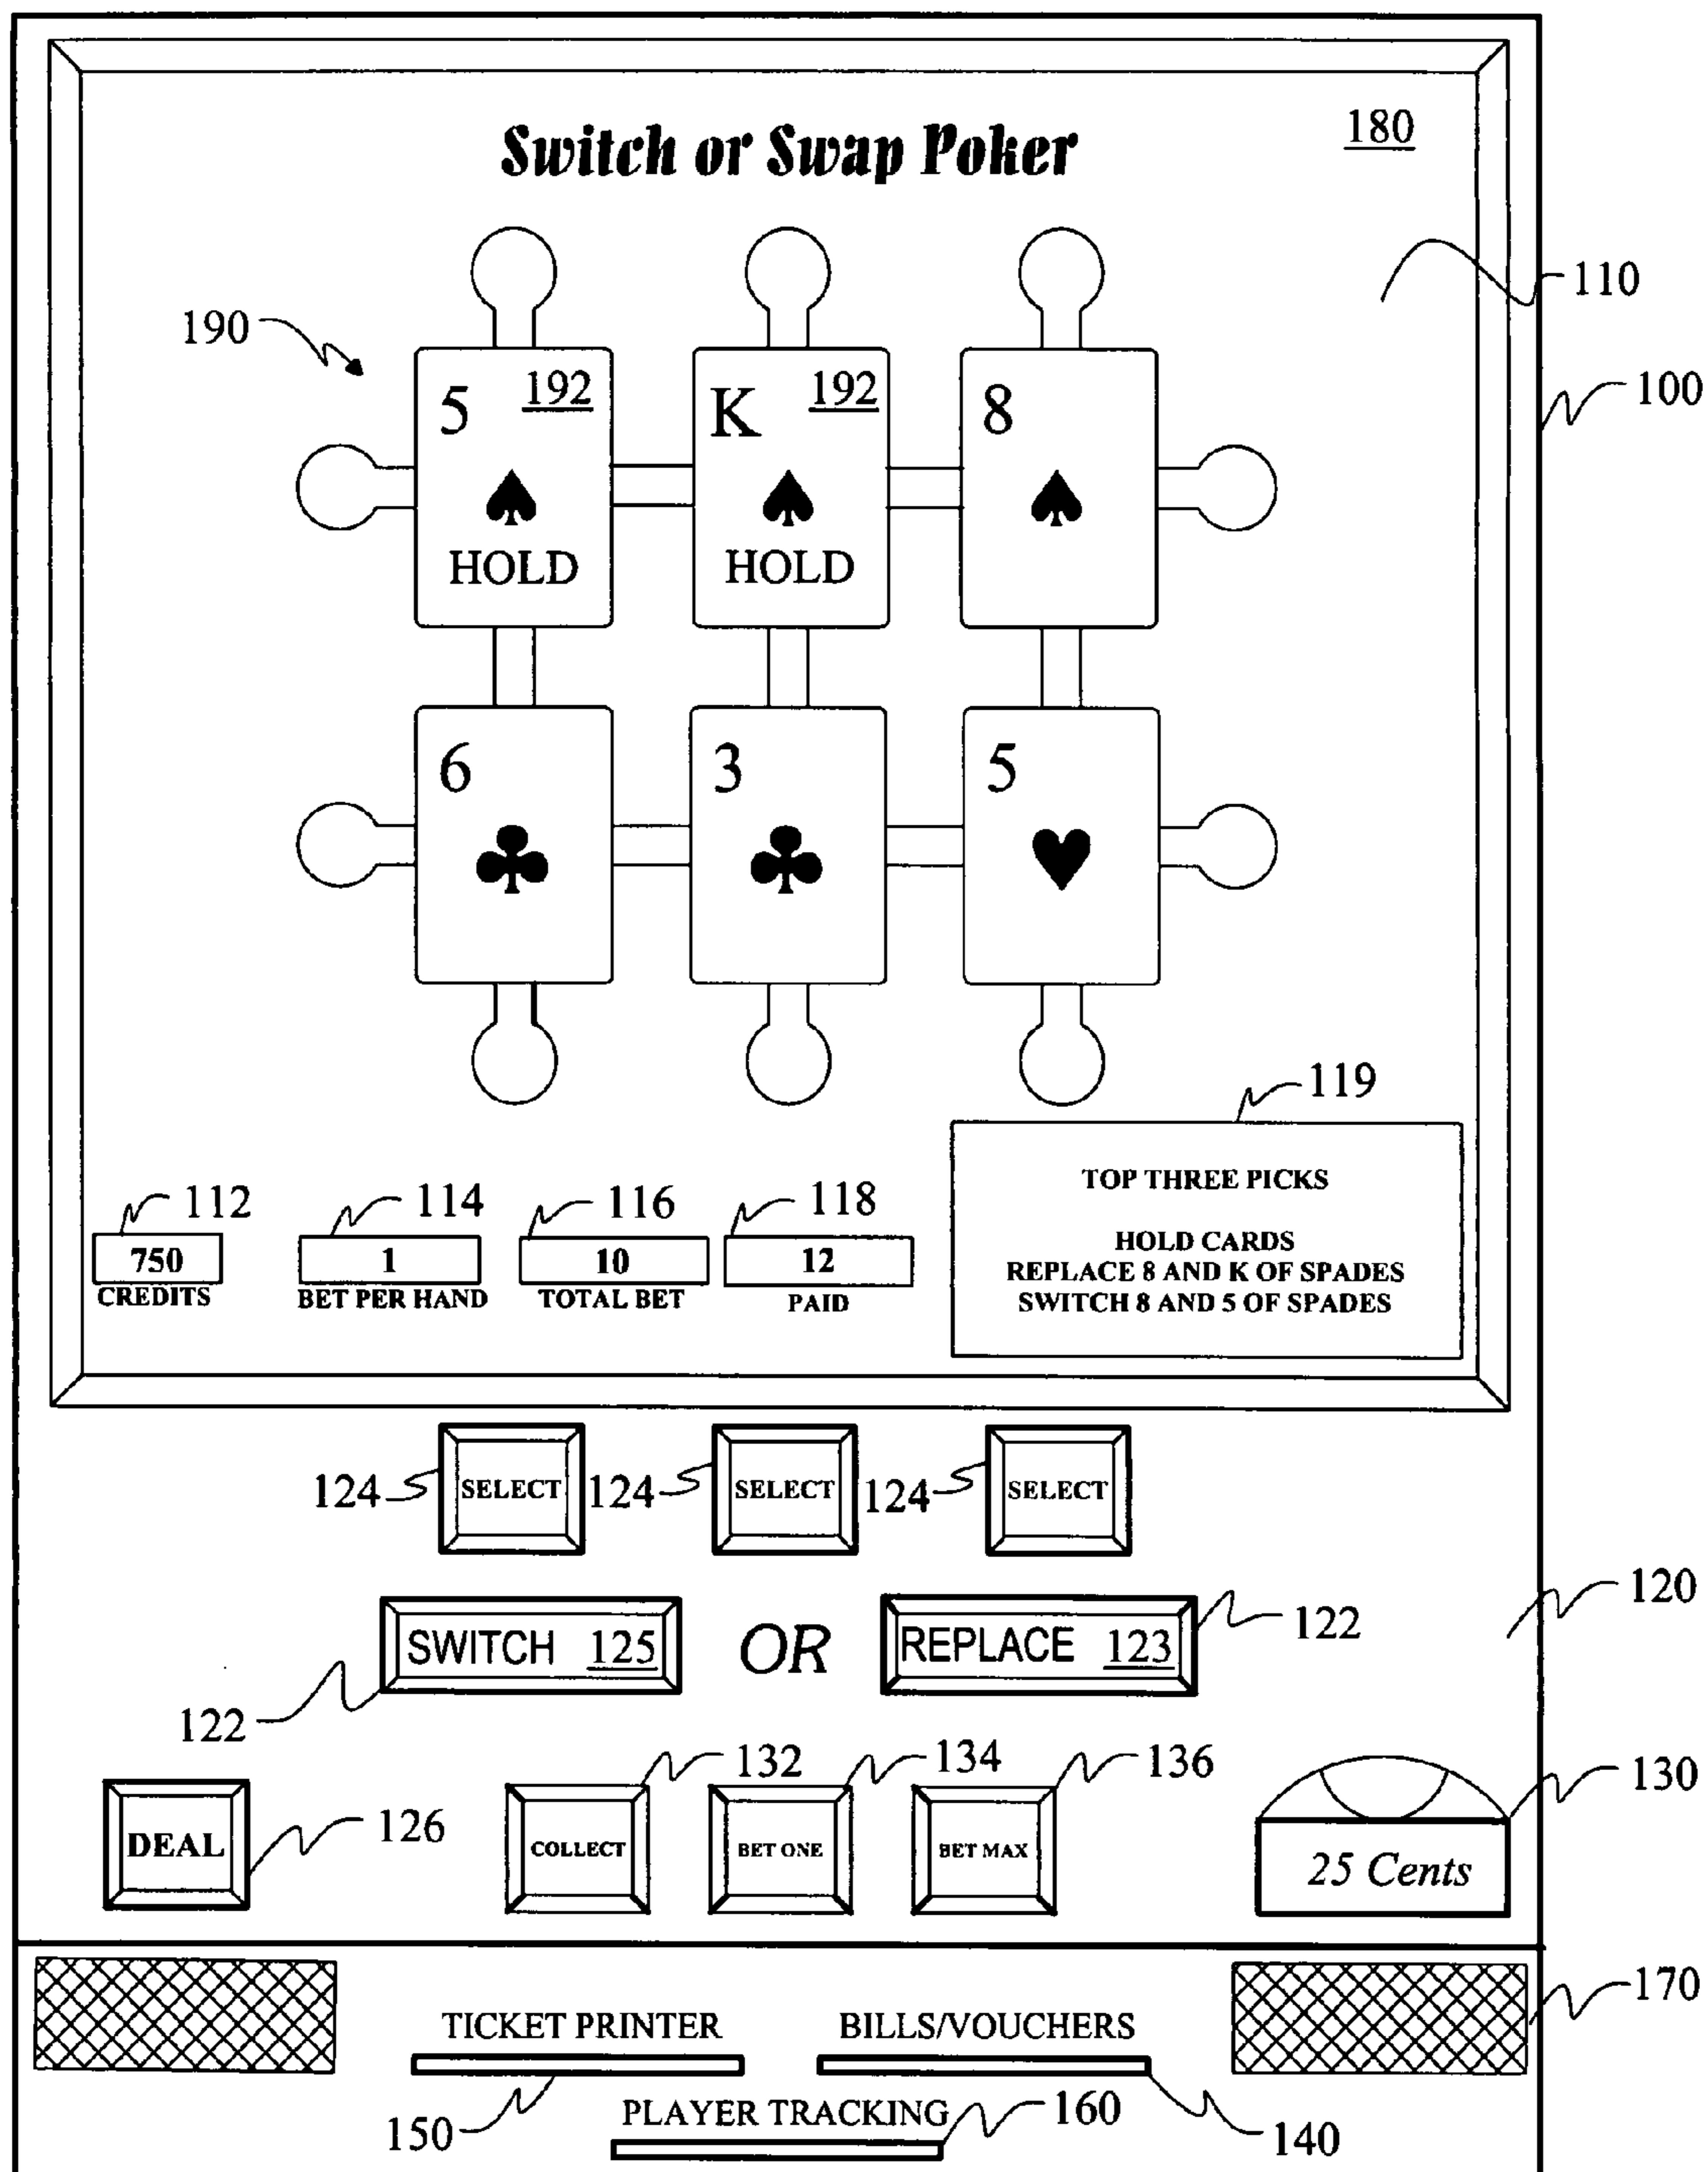 Switch or Swap Poker
180
110
190
100
5 192 K 192 8
HOLD HOLD
6 3 5
119
TOP THREE PICKS
HOLD CARDS
REPLACE 8 AND K OF SPADES
SWITCH 8 AND 5 OF SPADES
112 114 116 118
750 1 10 12
CREDITS BET PER HAND TOTAL BET PAID
124 SELECT 124 SELECT 124 SELECT
120
SWITCH 125 OR REPLACE 123 122
122
132 134 136 130
DEAL 126 COLLECT BET ONE BET MAX 25 Cents
170
TICKET PRINTER BILLS/VOUCHERS
150 PLAYER TRACKING 160 140